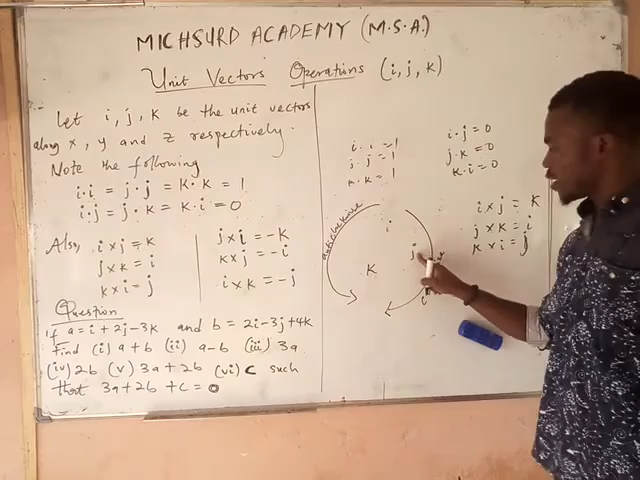 MICHSURD ACADEMY (M.S.A.)
Unit Vectors Operations (i, j, k)
Let i, j, k be the unit vectors
along x, y and z respectively.
Note the following
i·i = j·j = k·k = 1
i·j = j·k = k·i = 0
Also, i×j = k
j×k = i
k×i = j
j×i = -k
k×j = -i
i×k = -j
Question
If a = i + 2j - 3k and b = 2i - 3j + 4k
Find (i) a + b (ii) a - b (iii) 3a
(iv) 2b (v) 3a + 2b (vi) c such
that 3a + 2b + c = 0
i·i = 1
j·j = 1
k·k = 1
i·j = 0
j·k = 0
k·i = 0
i×j = k
j×k = i
k×i = j
anticlockwise
i
j
k